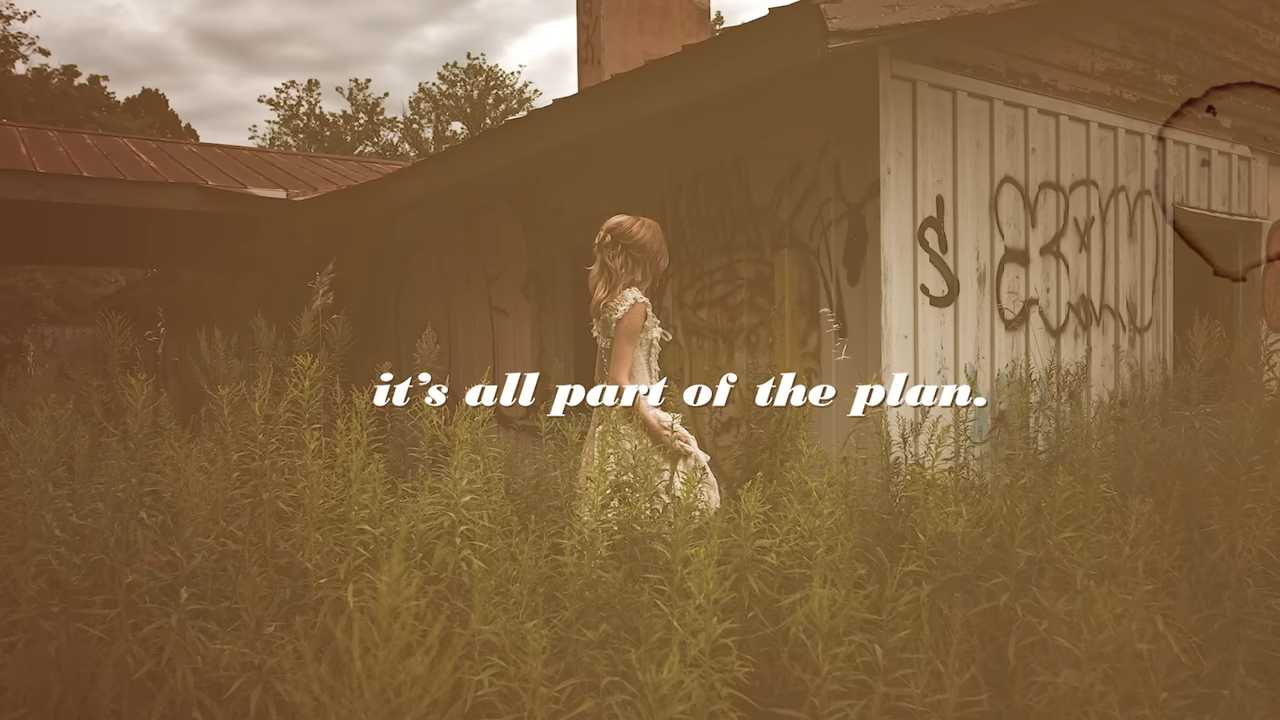 it’s all part of the plan.
S